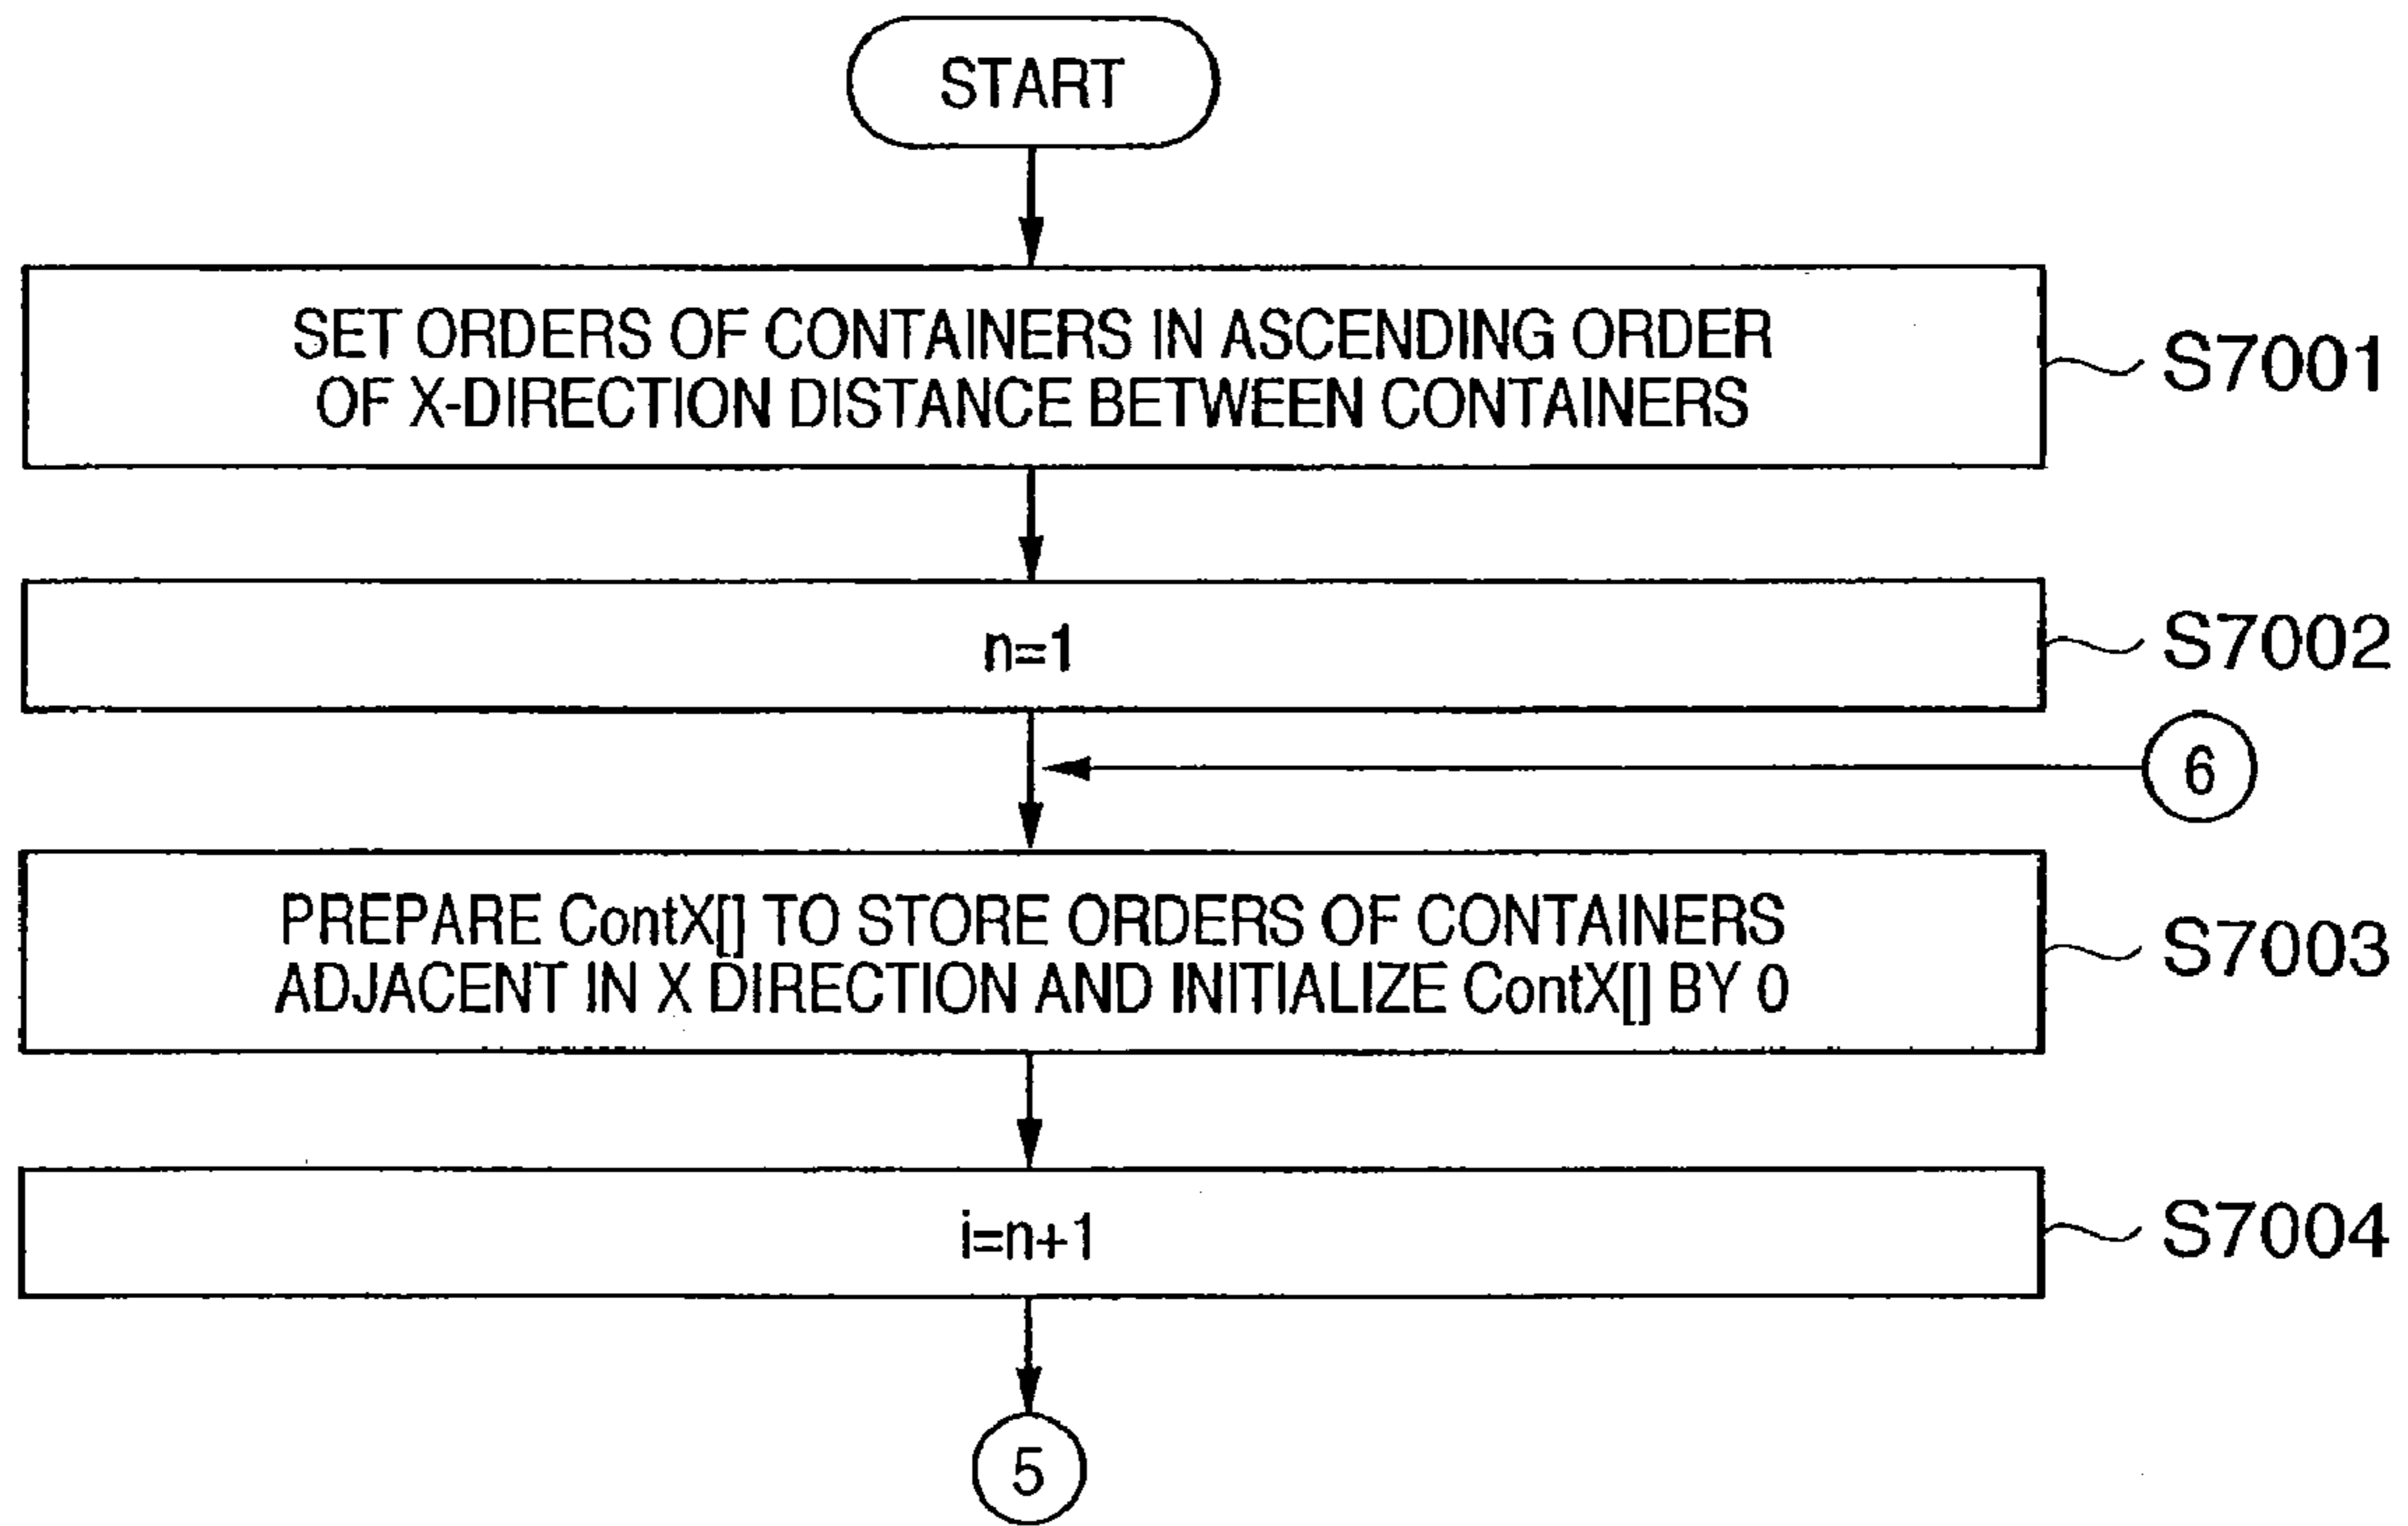 START
SET ORDERS OF CONTAINERS IN ASCENDING ORDER
OF X-DIRECTION DISTANCE BETWEEN CONTAINERS
S7001
n=1
S7002
6
PREPARE ContX[] TO STORE ORDERS OF CONTAINERS
ADJACENT IN X DIRECTION AND INITIALIZE ContX[] BY 0
S7003
i=n+1
S7004
5